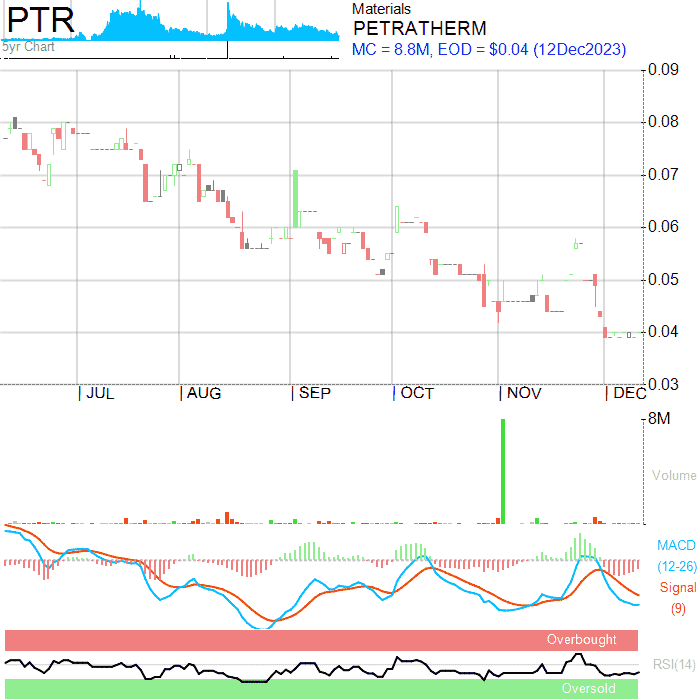 PTR
5yr Chart
Materials
PETRATHERM
MC = 8.8M, EOD = $0.04 (12Dec2023)
0.09
0.08
0.07
0.06
0.05
0.04
0.03
JUL AUG SEP OCT NOV DEC
8M
Volume
MACD
(12-26)
Signal
(9)
Overbought
RSI(14)
Oversold